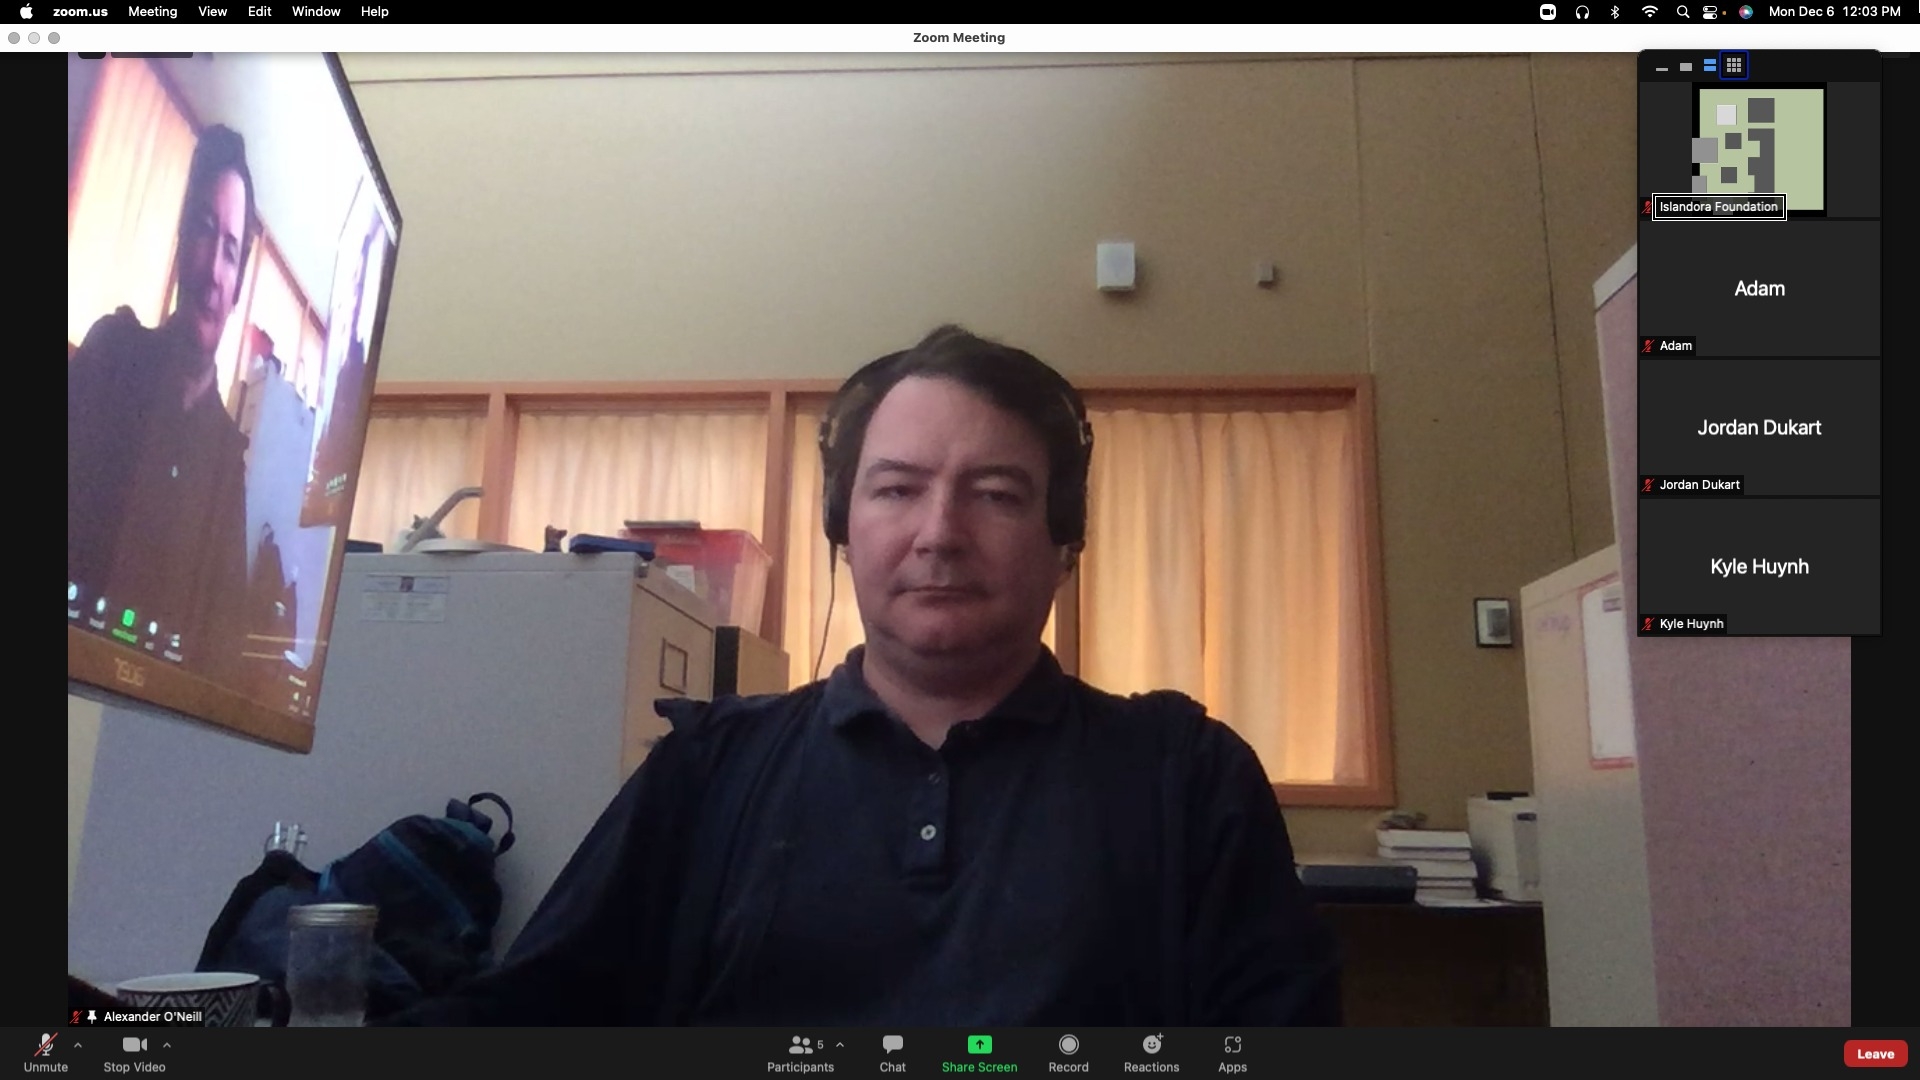 zoom.us Meeting View Edit Window Help
Mon Dec 6 12:03 PM
Zoom Meeting
Islandora Foundation
Adam
Adam
Jordan Dukart
Jordan Dukart
Kyle Huynh
Kyle Huynh
Alexander O'Neill
Unmute
Stop Video
Participants
5
Chat
Share Screen
Record
Reactions
Apps
Leave